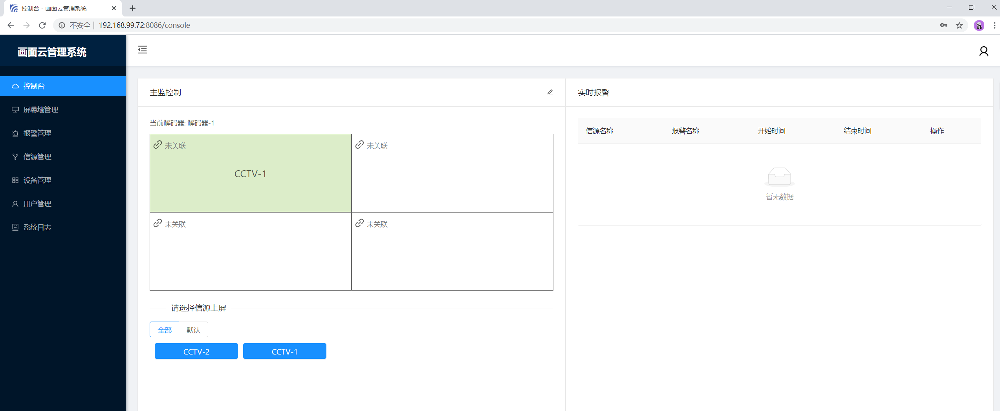 控制台 - 画面云管理系统
不安全 | 192.168.99.72:8086/console
画面云管理系统
控制台
屏幕墙管理
报警管理
信源管理
设备管理
用户管理
系统日志
主监控制
当前解码器: 解码器-1
未关联
CCTV-1
未关联
未关联
未关联
请选择信源上屏
全部 默认
CCTV-2 CCTV-1
实时报警
信源名称 报警名称 开始时间 结束时间 操作
暂无数据